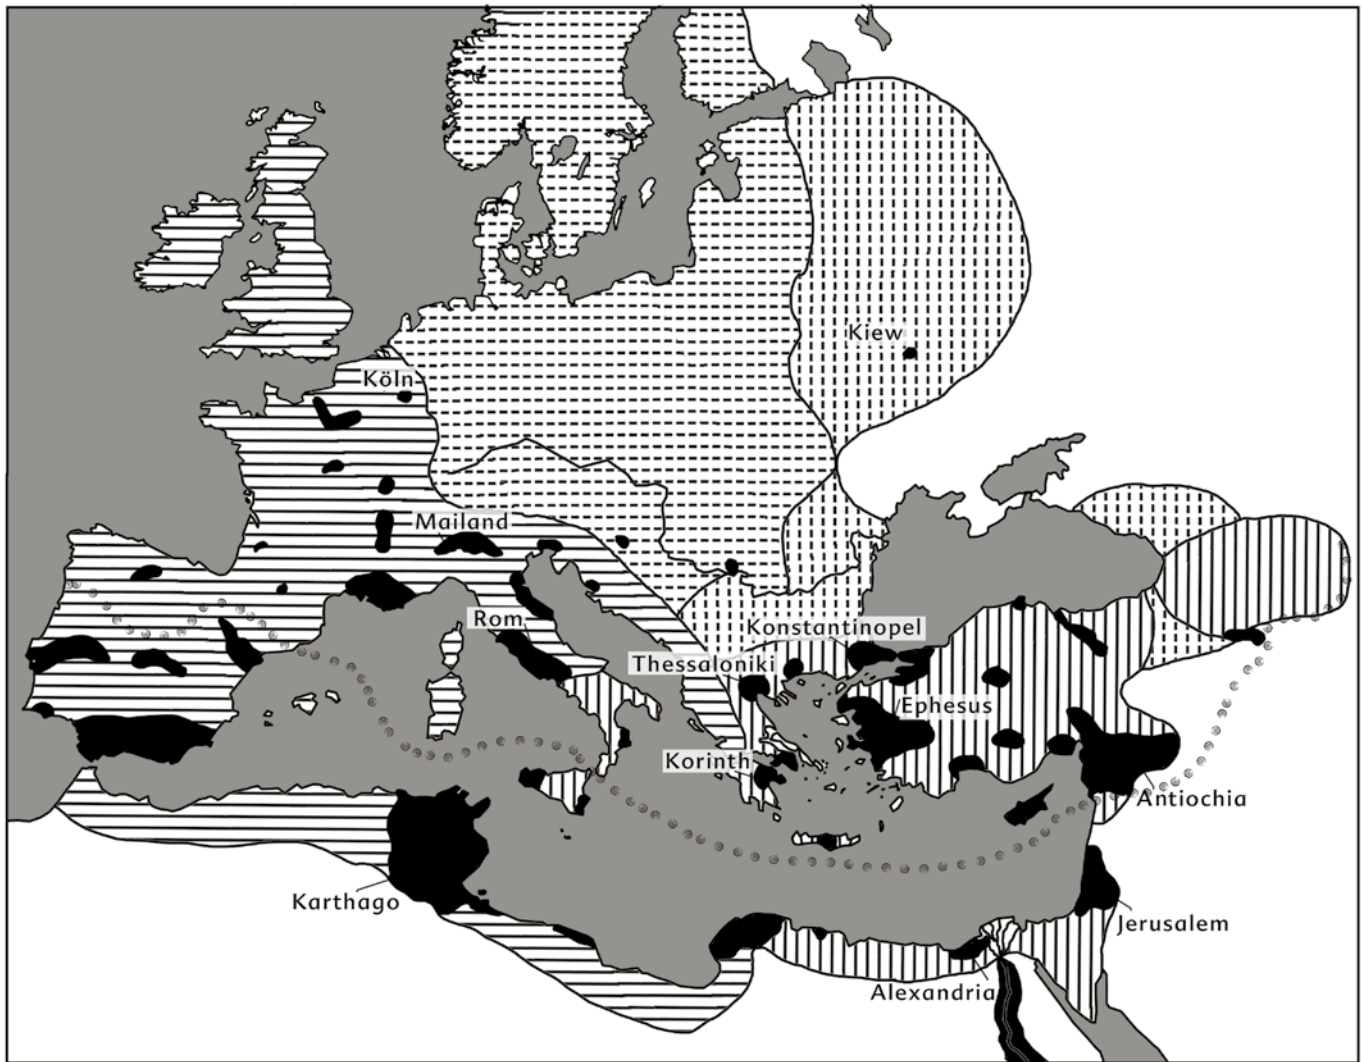 Kiew
Köln
Mailand
Rom
Konstantinopel
Thessaloniki
Ephesus
Korinth
Antiochia
Karthago
Jerusalem
Alexandria